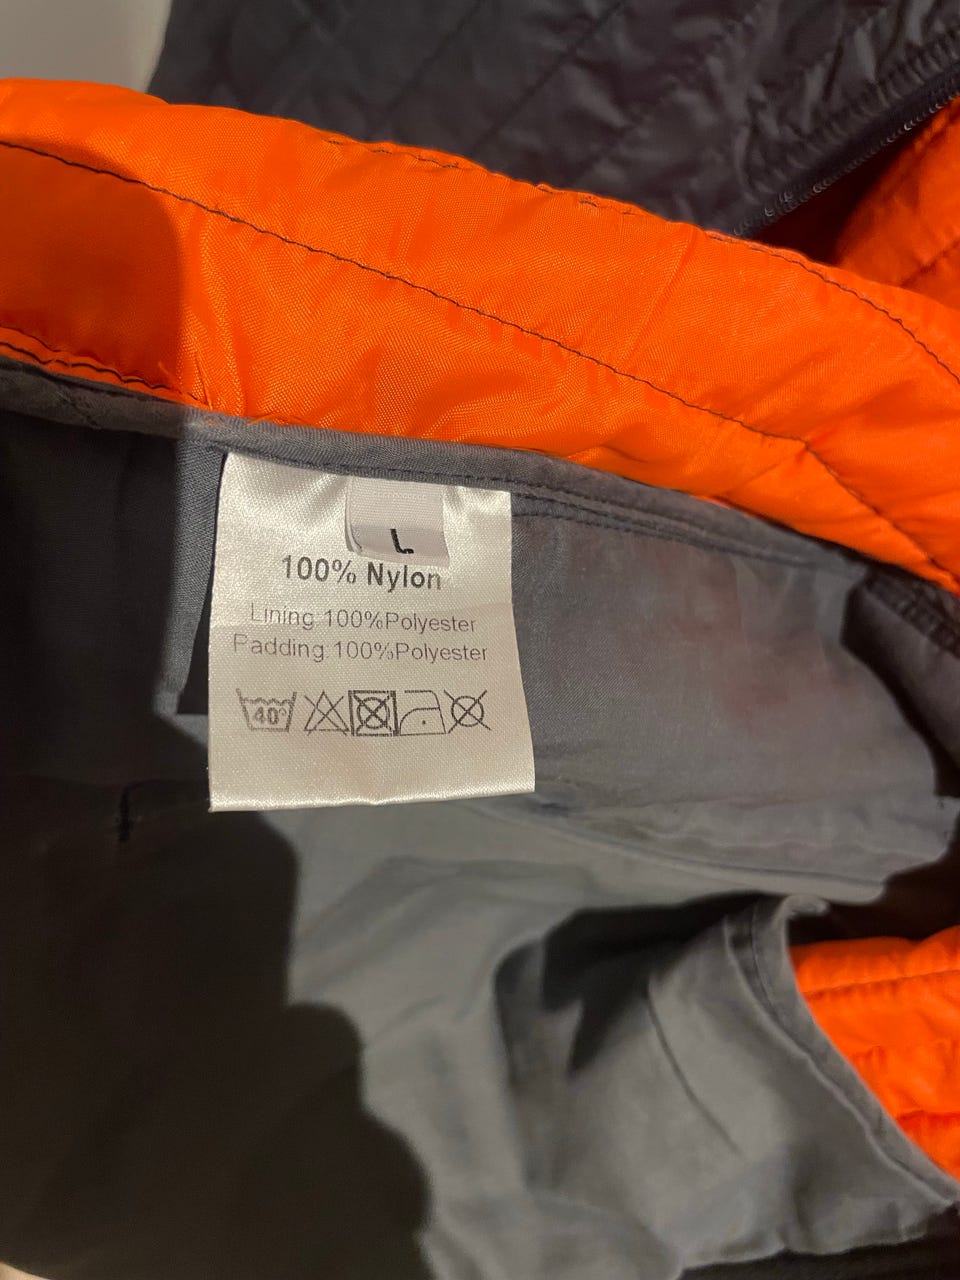 L
100% Nylon
Lining:100%Polyester
Padding:100%Polyester
40°